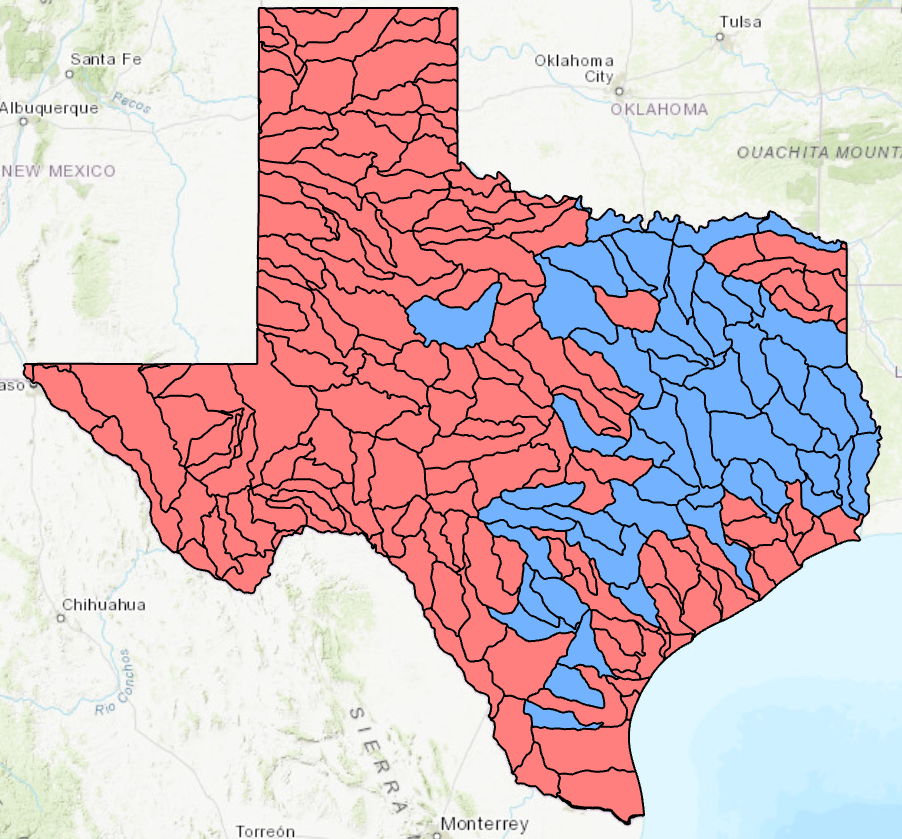 Tulsa
Santa Fe
Oklahoma
City
Albuquerque
Pecos
OKLAHOMA
OUACHITA MOUNTA
NEW MEXICO
L
aso
Chihuahua
Rio Conchos
SIERRA
M
Monterrey
Torreón